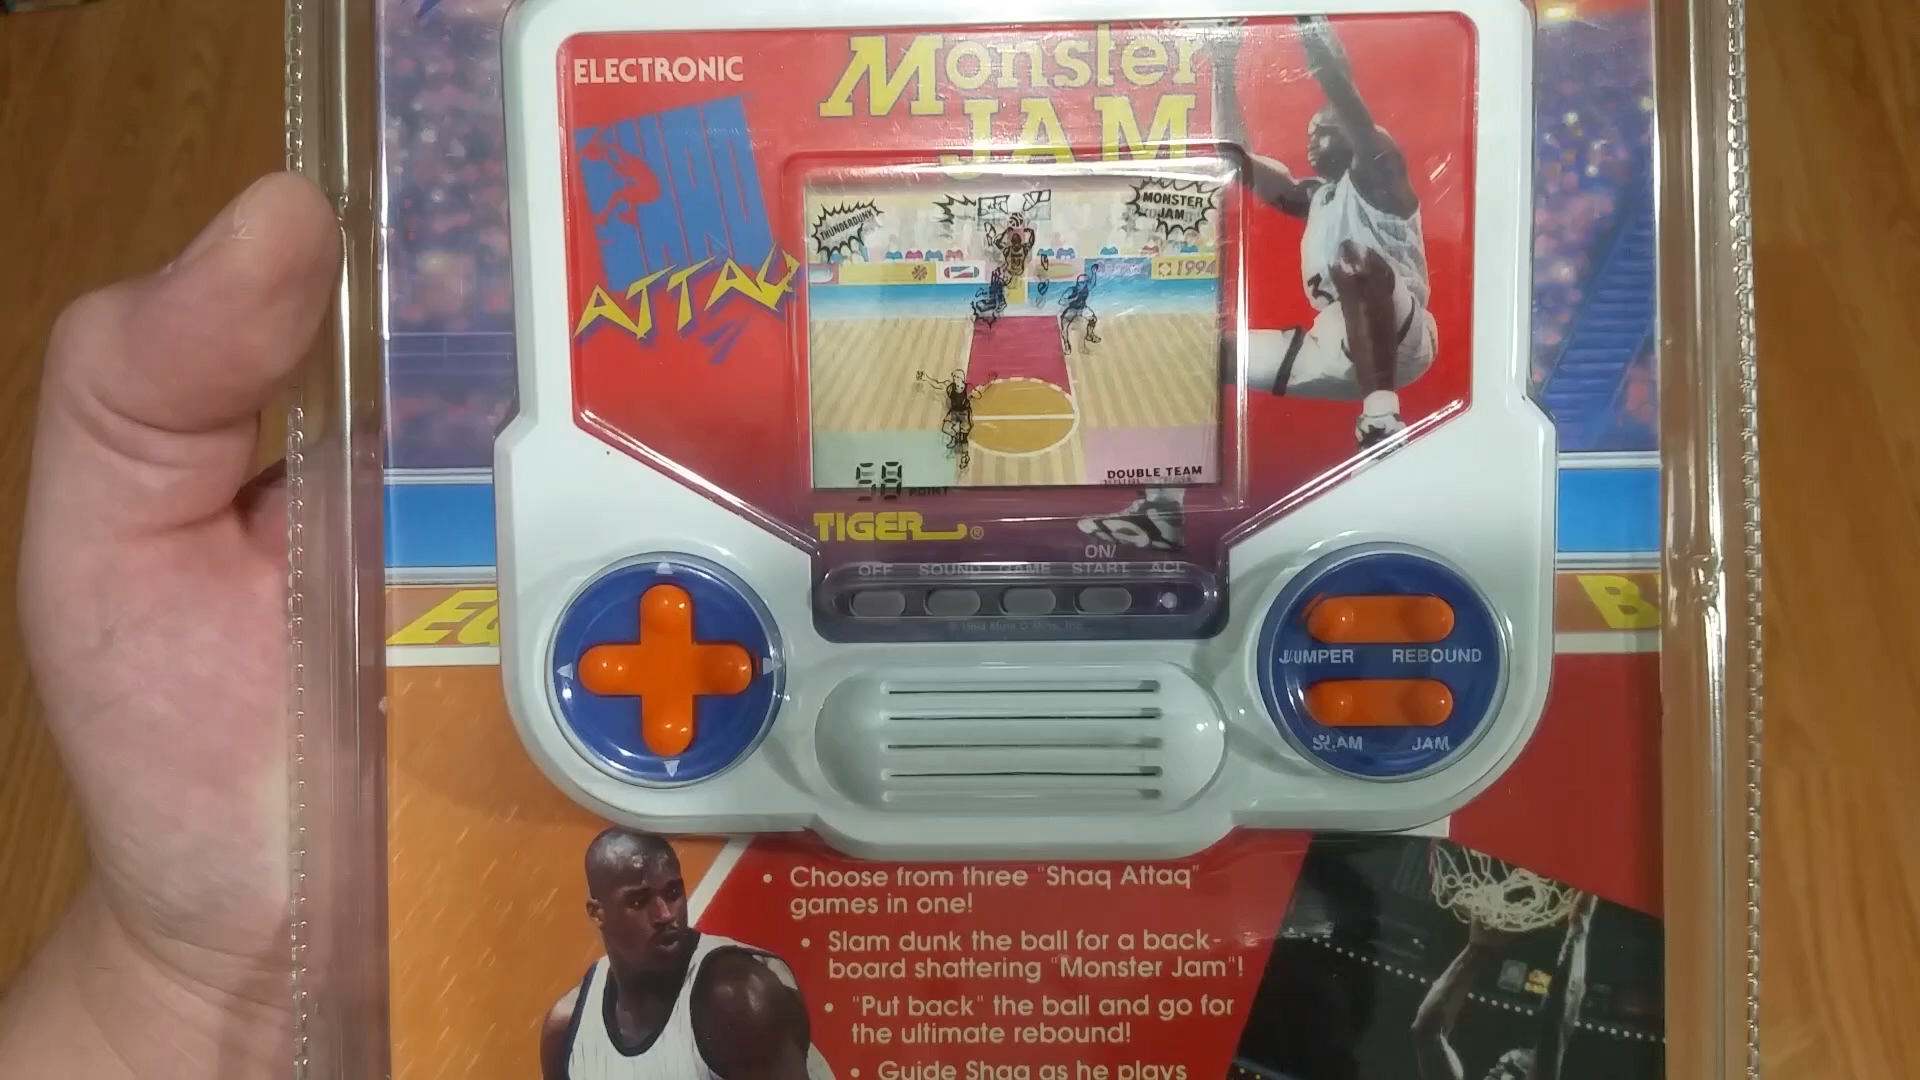 ELECTRONIC
Monster
JAM
SHAQ
ATTAQ
THUNDERDUNK
MONSTER
JAM
1994
58
POINT
DOUBLE TEAM
TIGER®
ON/
OFF SOUND GAME START ACL
JUMPER REBOUND
SLAM JAM
• Choose from three "Shaq Attaq"
games in one!
• Slam dunk the ball for a back-
board shattering "Monster Jam"!
• "Put back" the ball and go for
the ultimate rebound!
• Guide Shaq as he plays